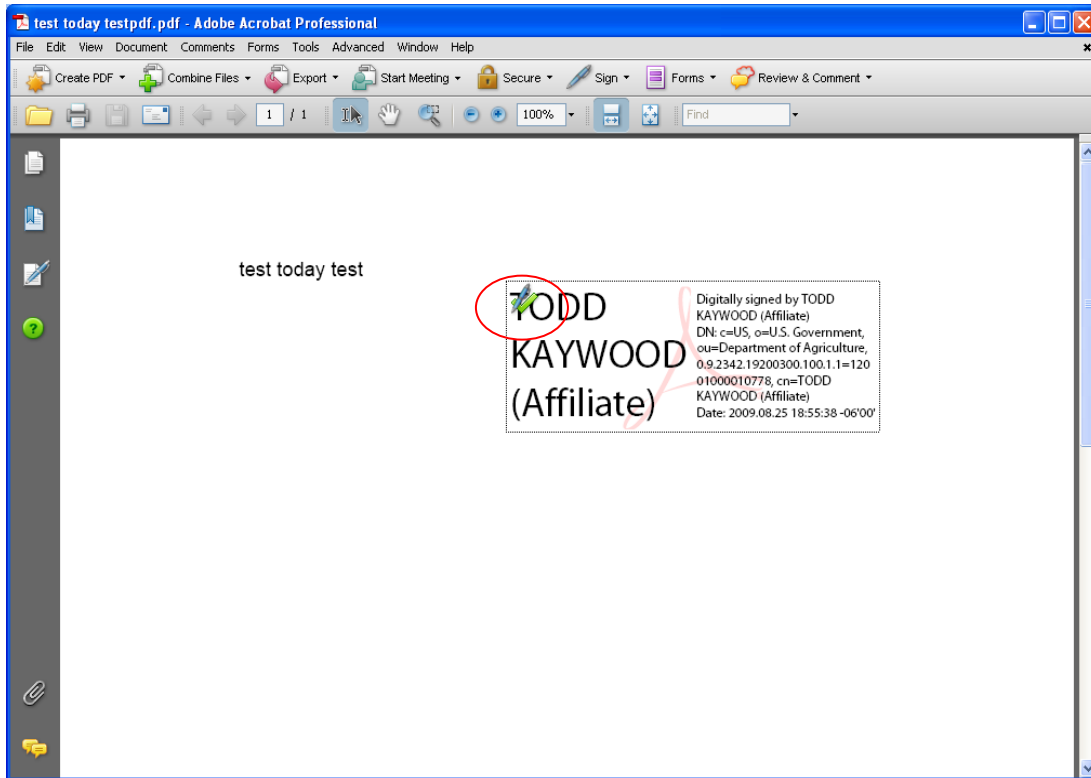 test today testpdf.pdf - Adobe Acrobat Professional
File Edit View Document Comments Forms Tools Advanced Window Help
Create PDF Combine Files Export Start Meeting Secure Sign Forms Review & Comment
1 / 1 100% Find
test today test
TODD
KAYWOOD
(Affiliate)
Digitally signed by TODD
KAYWOOD (Affiliate)
DN: c=US, o=U.S. Government,
ou=Department of Agriculture,
0.9.2342.19200300.100.1.1=120
01000010778, cn=TODD
KAYWOOD (Affiliate)
Date: 2009.08.25 18:55:38 -06'00'